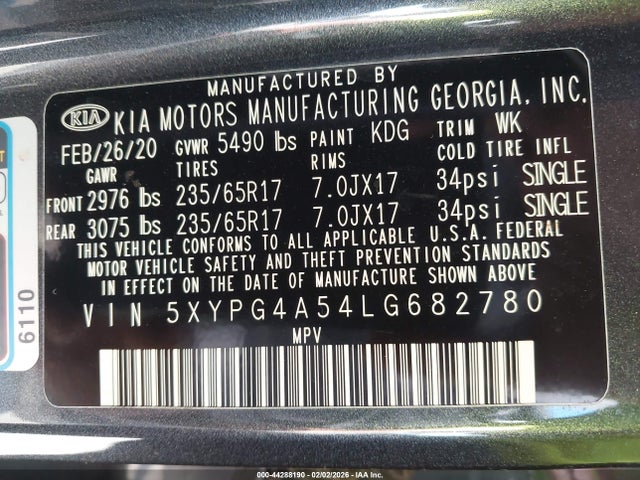 MANUFACTURED BY
KIA KIA MOTORS MANUFACTURING GEORGIA, INC.
FEB/26/20 GVWR 5490 lbs PAINT KDG TRIM WK
GAWR TIRES RIMS COLD TIRE INFL
FRONT 2976 lbs 235/65R17 7.0JX17 34psi SINGLE
REAR 3075 lbs 235/65R17 7.0JX17 34psi SINGLE
THIS VEHICLE CONFORMS TO ALL APPLICABLE U.S.A. FEDERAL
MOTOR VEHICLE SAFETY AND THEFT PREVENTION STANDARDS
IN EFFECT ON THE DATE OF MANUFACTURE SHOWN ABOVE
VIN 5XYPG4A54LG682780
MPV
6110
000-44288190 - 02/02/2026 - IAA Inc.